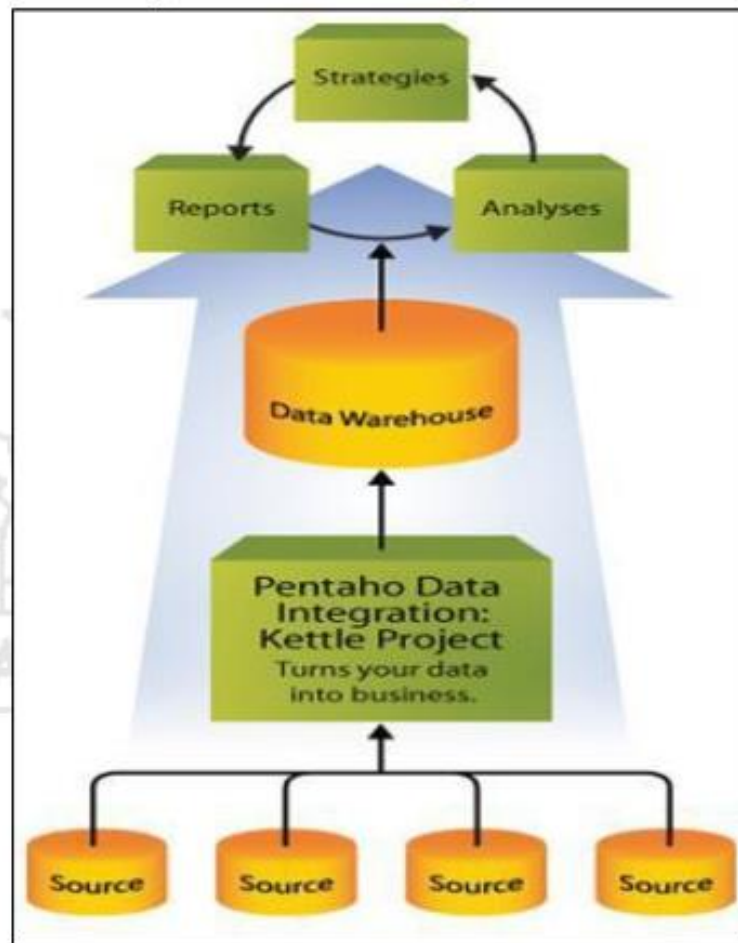 Strategies
Reports
Analyses
Data Warehouse
Pentaho Data
Integration:
Kettle Project
Turns your data
into business.
Source
Source
Source
Source